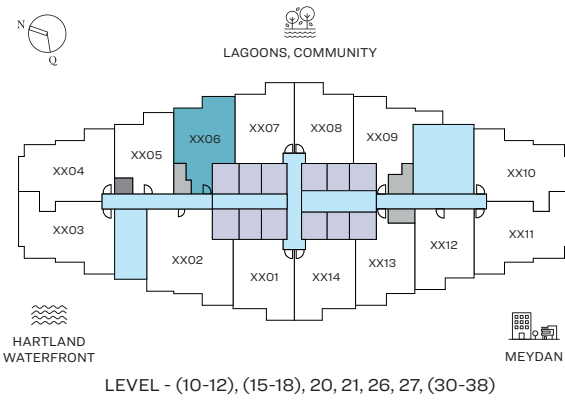 N
Q
LAGOONS, COMMUNITY
XX07
XX08
XX06
XX09
XX05
XX04
XX10
XX03
XX11
XX02
XX12
XX01
XX14
XX13
HARTLAND
WATERFRONT
MEYDAN
LEVEL - (10-12), (15-18), 20, 21, 26, 27, (30-38)